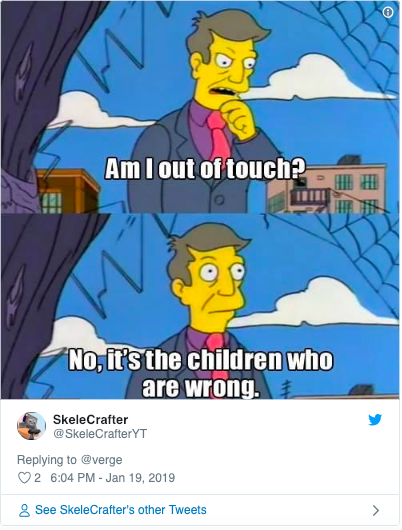 Am I out of touch?
No, it's the children who
are wrong.
SkeleCrafter
@SkeleCrafterYT
Replying to @verge
2 6:04 PM - Jan 19, 2019
See SkeleCrafter's other Tweets